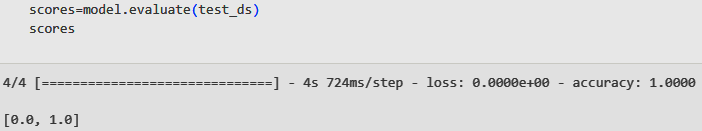 scores=model.evaluate(test_ds)
scores
4/4 [==============================] - 4s 724ms/step - loss: 0.0000e+00 - accuracy: 1.0000
[0.0, 1.0]